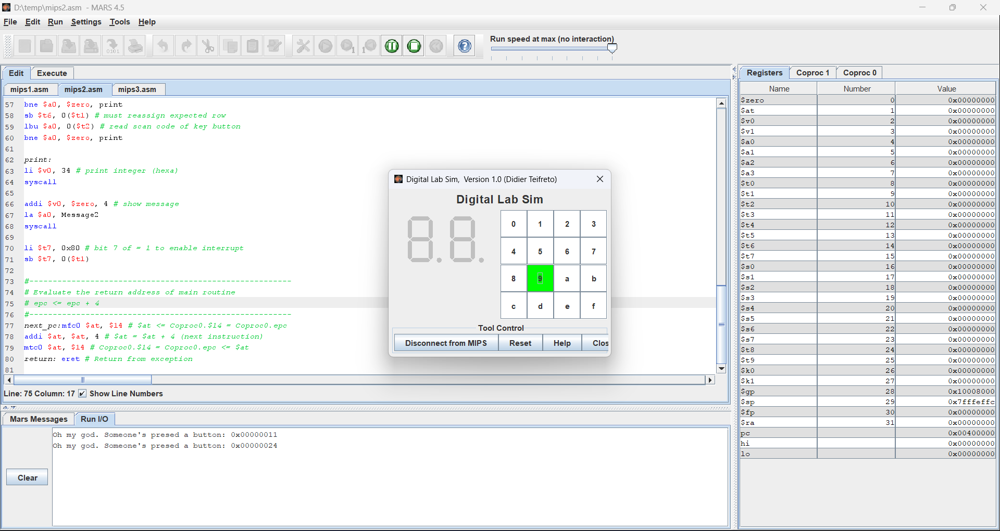 D:\temp\mips2.asm - MARS 4.5
File Edit Run Settings Tools Help
Run speed at max (no interaction)
Edit Execute
mips1.asm mips2.asm mips3.asm
57 bne $a0, $zero, print
58 sb $t6, 0($t1) # must reassign expected row
59 lbu $a0, 0($t2) # read scan code of key button
60 bne $a0, $zero, print
61
62 print:
63 li $v0, 34 # print integer (hexa)
64 syscall
65
66 addi $v0, $zero, 4 # show message
67 la $a0, Message2
68 syscall
69
70 li $t7, 0x80 # bit 7 of = 1 to enable interrupt
71 sb $t7, 0($t1)
72
73 #--------------------------------------------------------
74 # Evaluate the return address of main routine
75 # epc <= epc + 4
76 #--------------------------------------------------------
77 next_pc:mfc0 $at, $14 # $at <= Coproc0.$14 = Coproc0.epc
78 addi $at, $at, 4 # $at = $at + 4 (next instruction)
79 mtc0 $at, $14 # Coproc0.$14 = Coproc0.epc <= $at
80 return: eret # Return from exception
81
Line: 75 Column: 17 Show Line Numbers
Digital Lab Sim, Version 1.0 (Didier Teifreto)
Digital Lab Sim
8.8.
0 1 2 3
4 5 6 7
8 9 a b
c d e f
Tool Control
Disconnect from MIPS Reset Help Clos
Mars Messages Run I/O
Oh my god. Someone's presed a button: 0x00000011
Oh my god. Someone's presed a button: 0x00000024
Clear
Registers Coproc 1 Coproc 0
Name Number Value
$zero 0 0x00000000
$at 1 0x00000000
$v0 2 0x00000000
$v1 3 0x00000000
$a0 4 0x00000000
$a1 5 0x00000000
$a2 6 0x00000000
$a3 7 0x00000000
$t0 8 0x00000000
$t1 9 0x00000000
$t2 10 0x00000000
$t3 11 0x00000000
$t4 12 0x00000000
$t5 13 0x00000000
$t6 14 0x00000000
$t7 15 0x00000000
$s0 16 0x00000000
$s1 17 0x00000000
$s2 18 0x00000000
$s3 19 0x00000000
$s4 20 0x00000000
$s5 21 0x00000000
$s6 22 0x00000000
$s7 23 0x00000000
$t8 24 0x00000000
$t9 25 0x00000000
$k0 26 0x00000000
$k1 27 0x00000000
$gp 28 0x10008000
$sp 29 0x7fffeffc
$fp 30 0x00000000
$ra 31 0x00000000
pc 0x00400000
hi 0x00000000
lo 0x00000000